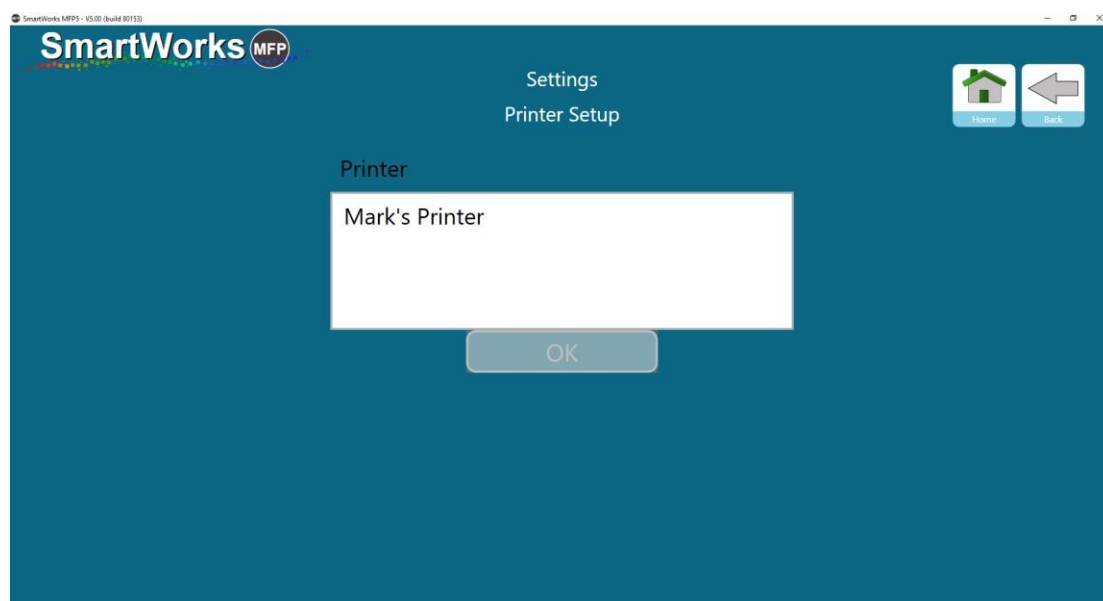 SmartWorks MFP5 - V5.00 (build 80153)
SmartWorks MFP
Settings
Printer Setup
Home
Back
Printer
Mark's Printer
OK